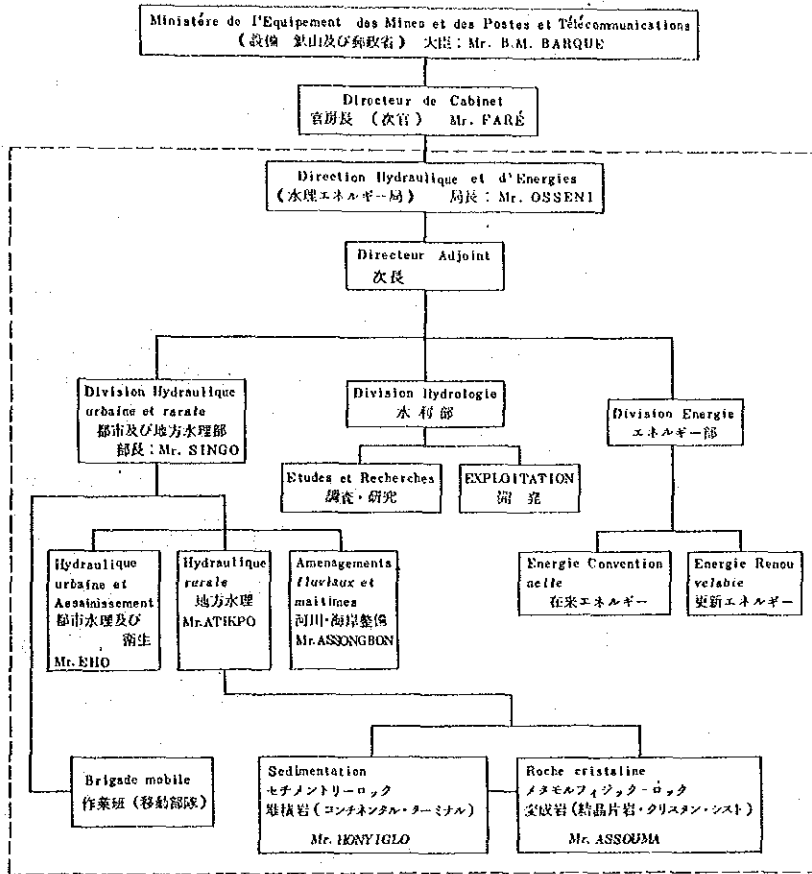 Ministére de l'Equipement des Mines et des Postes et Télécommunications
(設備 鉱山及び郵政省) 大臣：Mr. B.M. BARQUE
Directeur de Cabinet
官房長 (次官) Mr. FARÉ
Direction Hydraulique et d'Energies
(水理エネルギー局) 局長：Mr. OSSENI
Directeur Adjoint
次長
Division Hydraulique
urbaine et rarale
都市及び地方水理部
部長：Mr. SINGO
Division Hydrologie
水利部
Division Energie
エネルギー部
Etudes et Recherches
調査・研究
EXPLOITATION
開発
Hydraulique
urbaine et
Assainissement
都市水理及び
衛生
Mr. EHO
Hydraulique
rurale
地方水理
Mr. ATIKPO
Amenagements
fluviaux et
maitimes
河川・海岸整備
Mr. ASSONGBON
Energie Convention
nelle
在来エネルギー
Energie Renou
velabie
更新エネルギー
Brigade mobile
作業班 (移動部隊)
Sedimentation
セチメントリーロック
堆積岩 (コンチネンタル・ターミナル)
Mr. HONYIGLO
Roche cristaline
メタモルフィジック-ロック
変成岩 (結晶片岩・クリスタン・シスト)
Mr. ASSOUMA